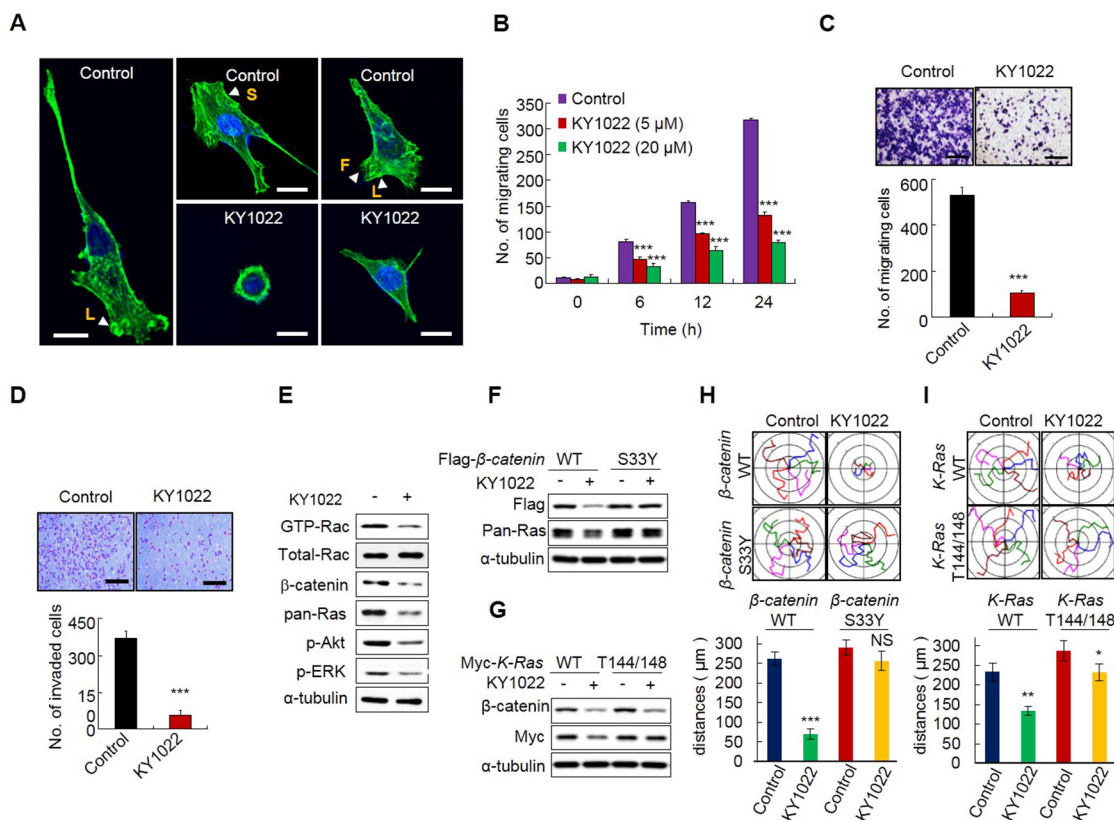 A
Control
Control
S
Control
F
L
KY1022
KY1022
L
B
No. of migrating cells
350
300
250
200
150
100
50
0
Control
KY1022 (5 μM)
KY1022 (20 μM)
***
***
***
***
***
***
0
6
12
24
Time (h)
C
Control
KY1022
No. of migrating cells
600
400
200
0
***
Control
KY1022
D
Control
KY1022
No. of invaded cells
450
300
15
0
***
Control
KY1022
E
KY1022
-
+
GTP-Rac
Total-Rac
β-catenin
pan-Ras
p-Akt
p-ERK
α-tubulin
F
Flag-β-catenin WT S33Y
KY1022 - + - +
Flag
Pan-Ras
α-tubulin
G
Myc-K-Ras WT T144/148
KY1022 - + - +
β-catenin
Myc
α-tubulin
H
Control KY1022
β-catenin
WT
β-catenin
S33Y
β-catenin
WT
β-catenin
S33Y
NS
distances (μm)
300
250
200
150
100
50
0
***
Control
KY1022
Control
KY1022
I
Control KY1022
K-Ras
WT
K-Ras
T144/148
K-Ras
WT
K-Ras
T144/148
distances (μm)
300
250
200
150
100
50
0
**
*
Control
KY1022
Control
KY1022